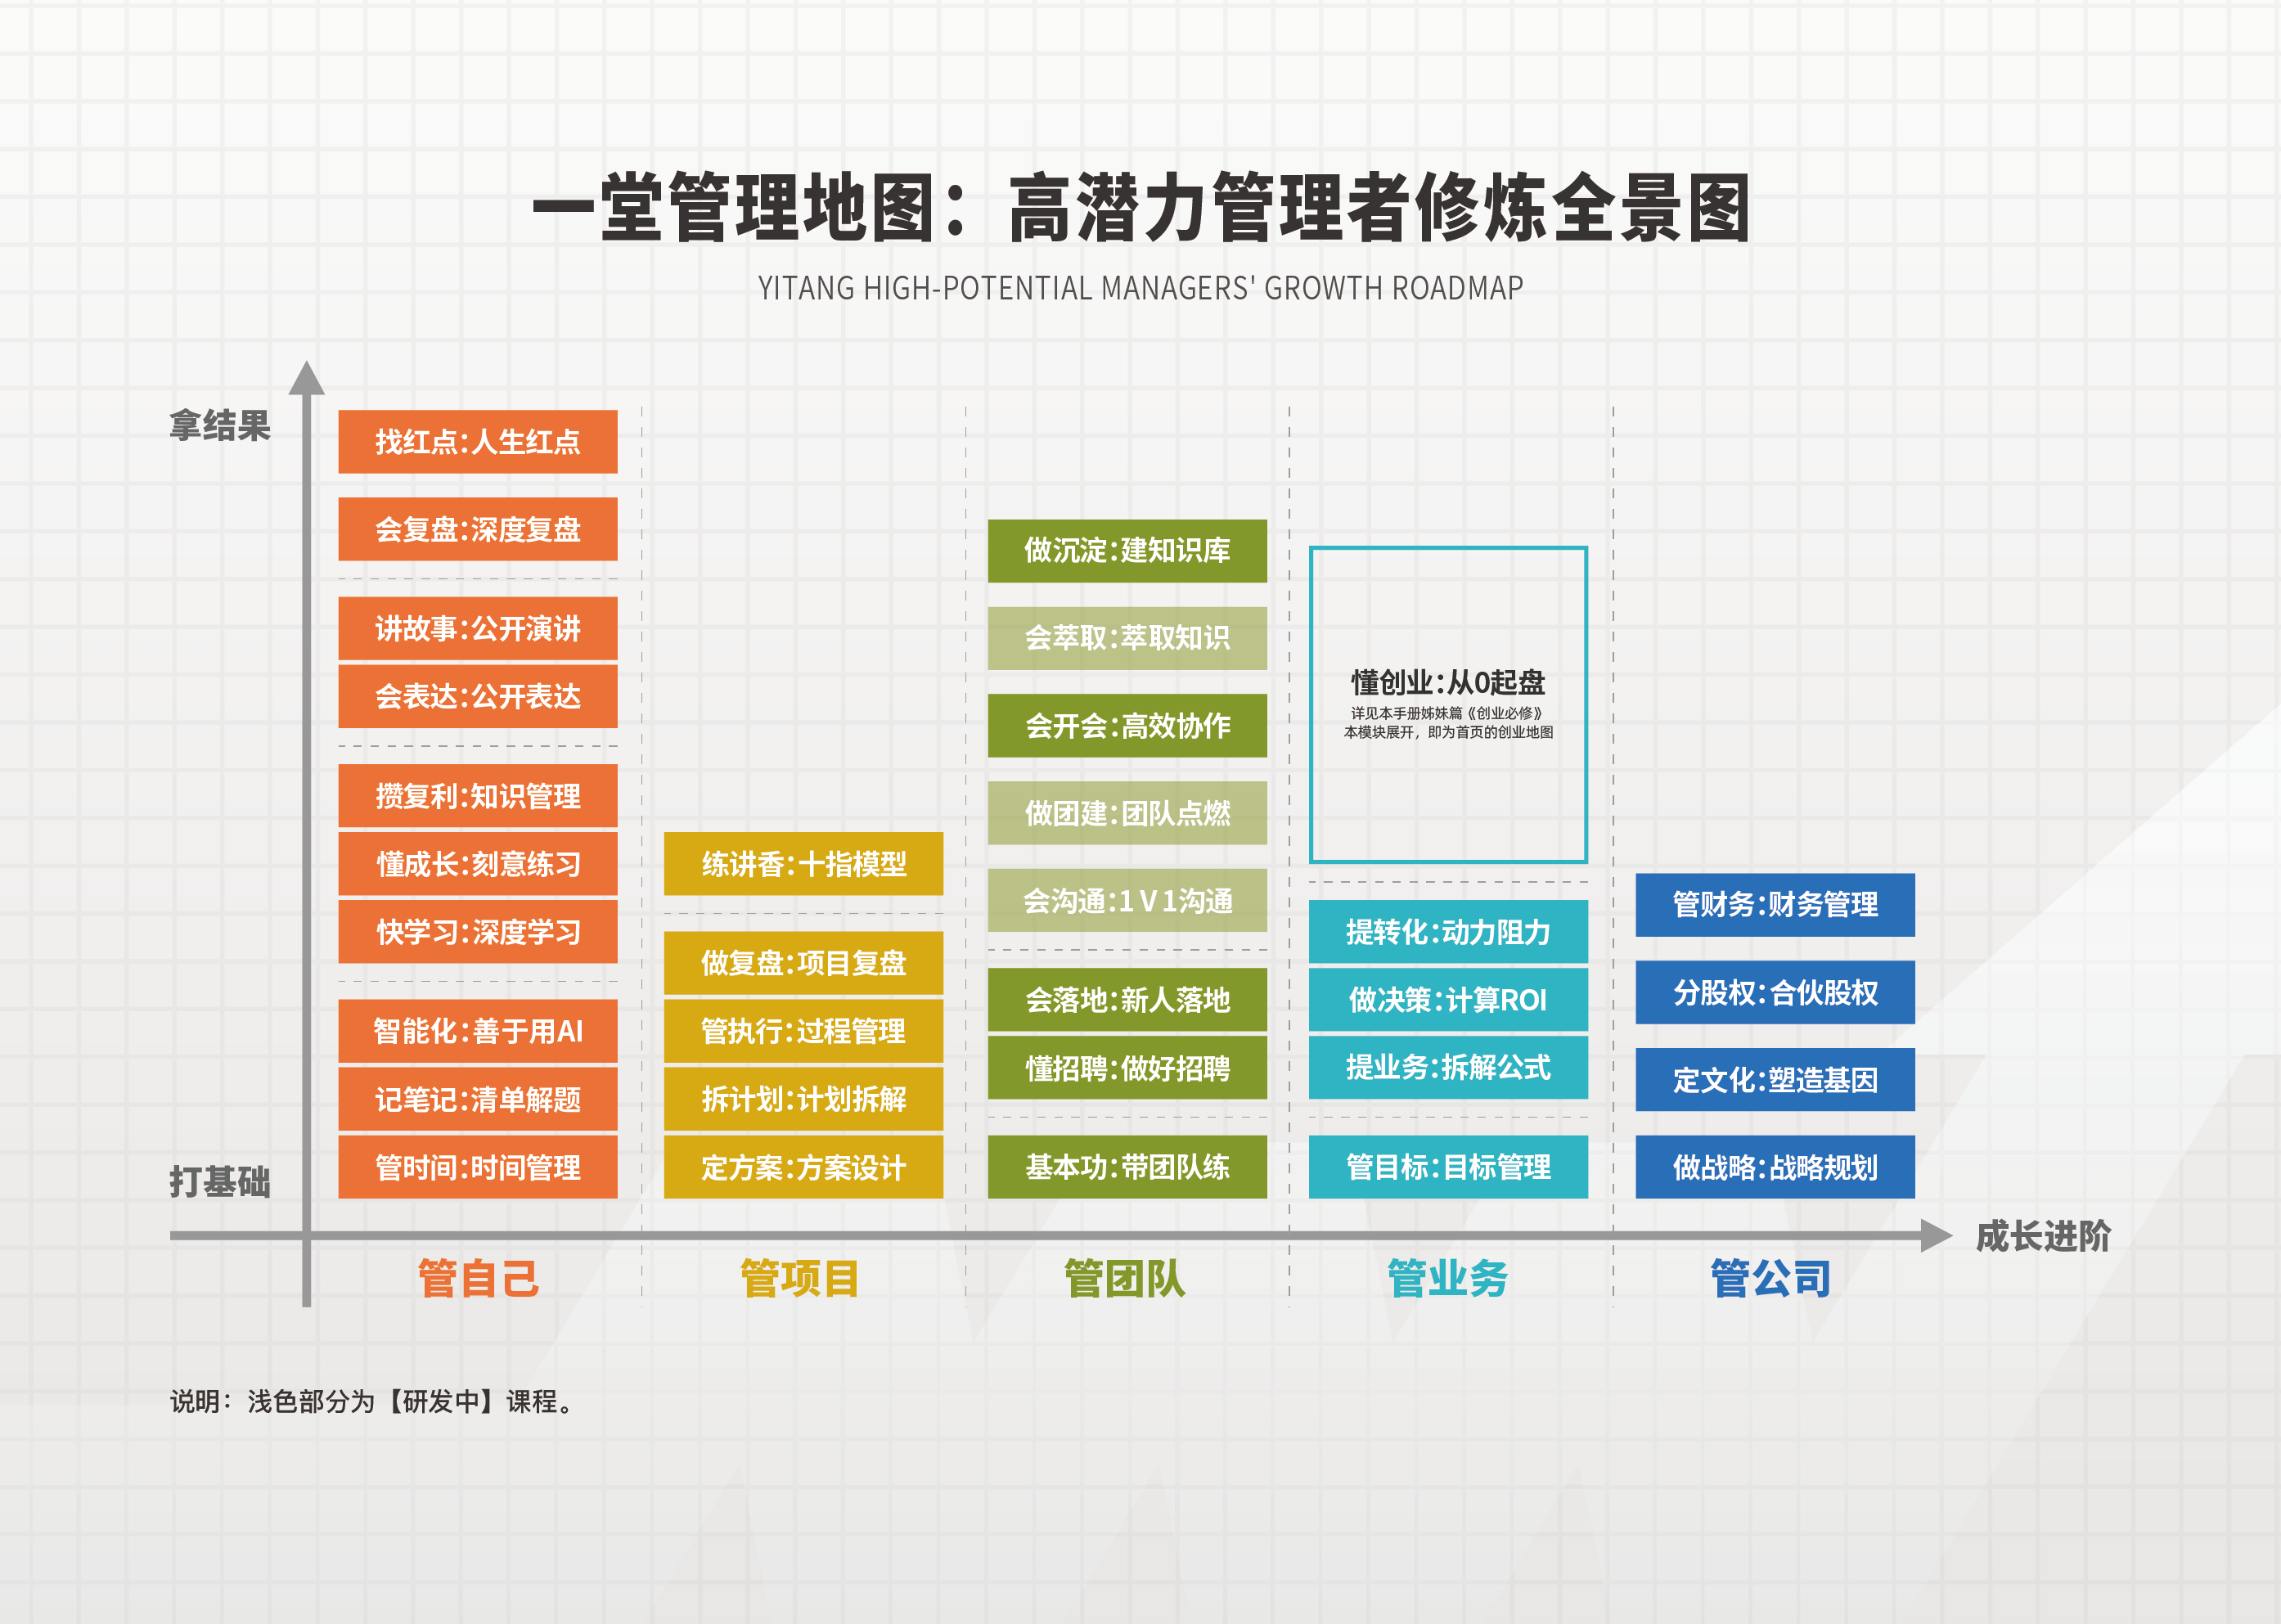 一堂管理地图：高潜力管理者修炼全景图
YITANG HIGH-POTENTIAL MANAGERS' GROWTH ROADMAP
拿结果
打基础
找红点：人生红点
会复盘：深度复盘
讲故事：公开演讲
会表达：公开表达
攒复利：知识管理
懂成长：刻意练习
快学习：深度学习
智能化：善于用AI
记笔记：清单解题
管时间：时间管理
管自己
练讲香：十指模型
做复盘：项目复盘
管执行：过程管理
拆计划：计划拆解
定方案：方案设计
管项目
做沉淀：建知识库
会萃取：萃取知识
会开会：高效协作
做团建：团队点燃
会沟通：1 V 1沟通
会落地：新人落地
懂招聘：做好招聘
基本功：带团队练
管团队
懂创业：从0起盘
详见本手册姊妹篇《创业必修》
本模块展开，即为首页的创业地图
提转化：动力阻力
做决策：计算ROI
提业务：拆解公式
管目标：目标管理
管业务
管财务：财务管理
分股权：合伙股权
定文化：塑造基因
做战略：战略规划
管公司
成长进阶
说明：浅色部分为【研发中】课程。